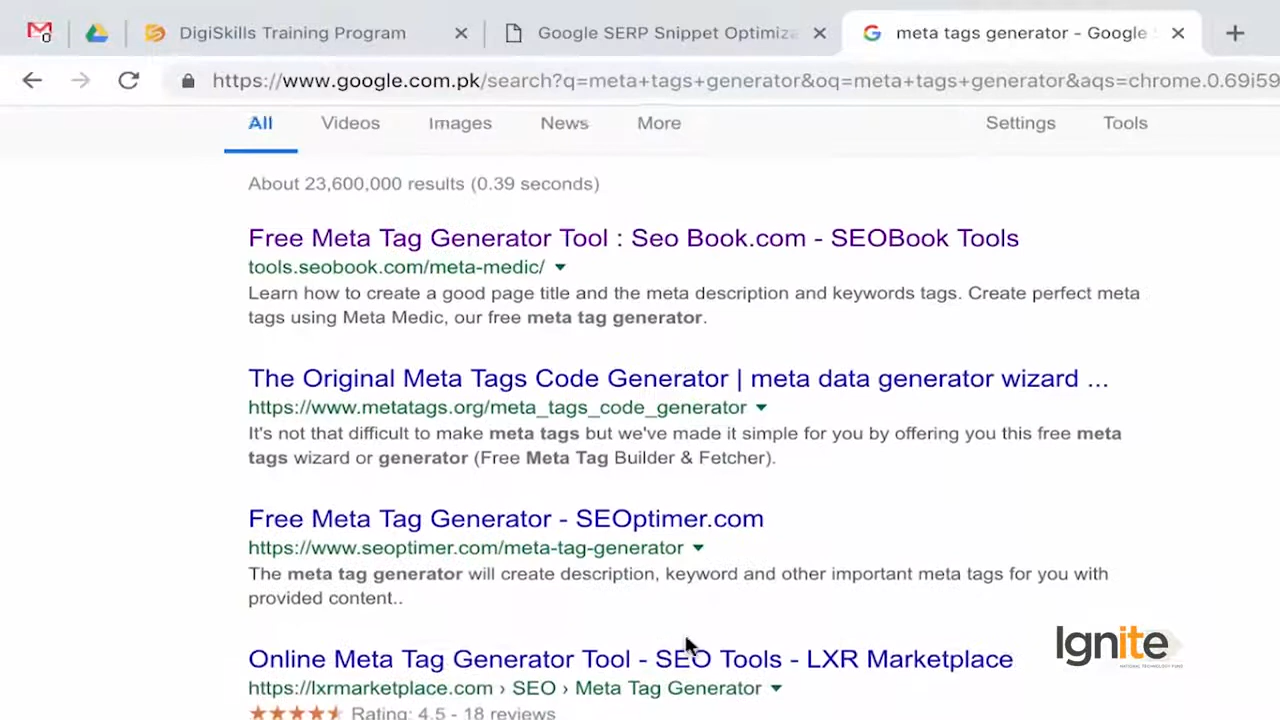 DigiSkills Training Program
Google SERP Snippet Optimiza
meta tags generator - Google S
https://www.google.com.pk/search?q=meta+tags+generator&oq=meta+tags+generator&aqs=chrome.0.69i59
All Videos Images News More Settings Tools
About 23,600,000 results (0.39 seconds)
Free Meta Tag Generator Tool : Seo Book.com - SEOBook Tools
tools.seobook.com/meta-medic/
Learn how to create a good page title and the meta description and keywords tags. Create perfect meta
tags using Meta Medic, our free meta tag generator.
The Original Meta Tags Code Generator | meta data generator wizard ...
https://www.metatags.org/meta_tags_code_generator
It's not that difficult to make meta tags but we've made it simple for you by offering you this free meta
tags wizard or generator (Free Meta Tag Builder & Fetcher).
Free Meta Tag Generator - SEOptimer.com
https://www.seoptimer.com/meta-tag-generator
The meta tag generator will create description, keyword and other important meta tags for you with
provided content..
Ignite
NATIONAL TECHNOLOGY FUND
Online Meta Tag Generator Tool - SEO Tools - LXR Marketplace
https://lxrmarketplace.com › SEO › Meta Tag Generator
Rating: 4.5 - 18 reviews